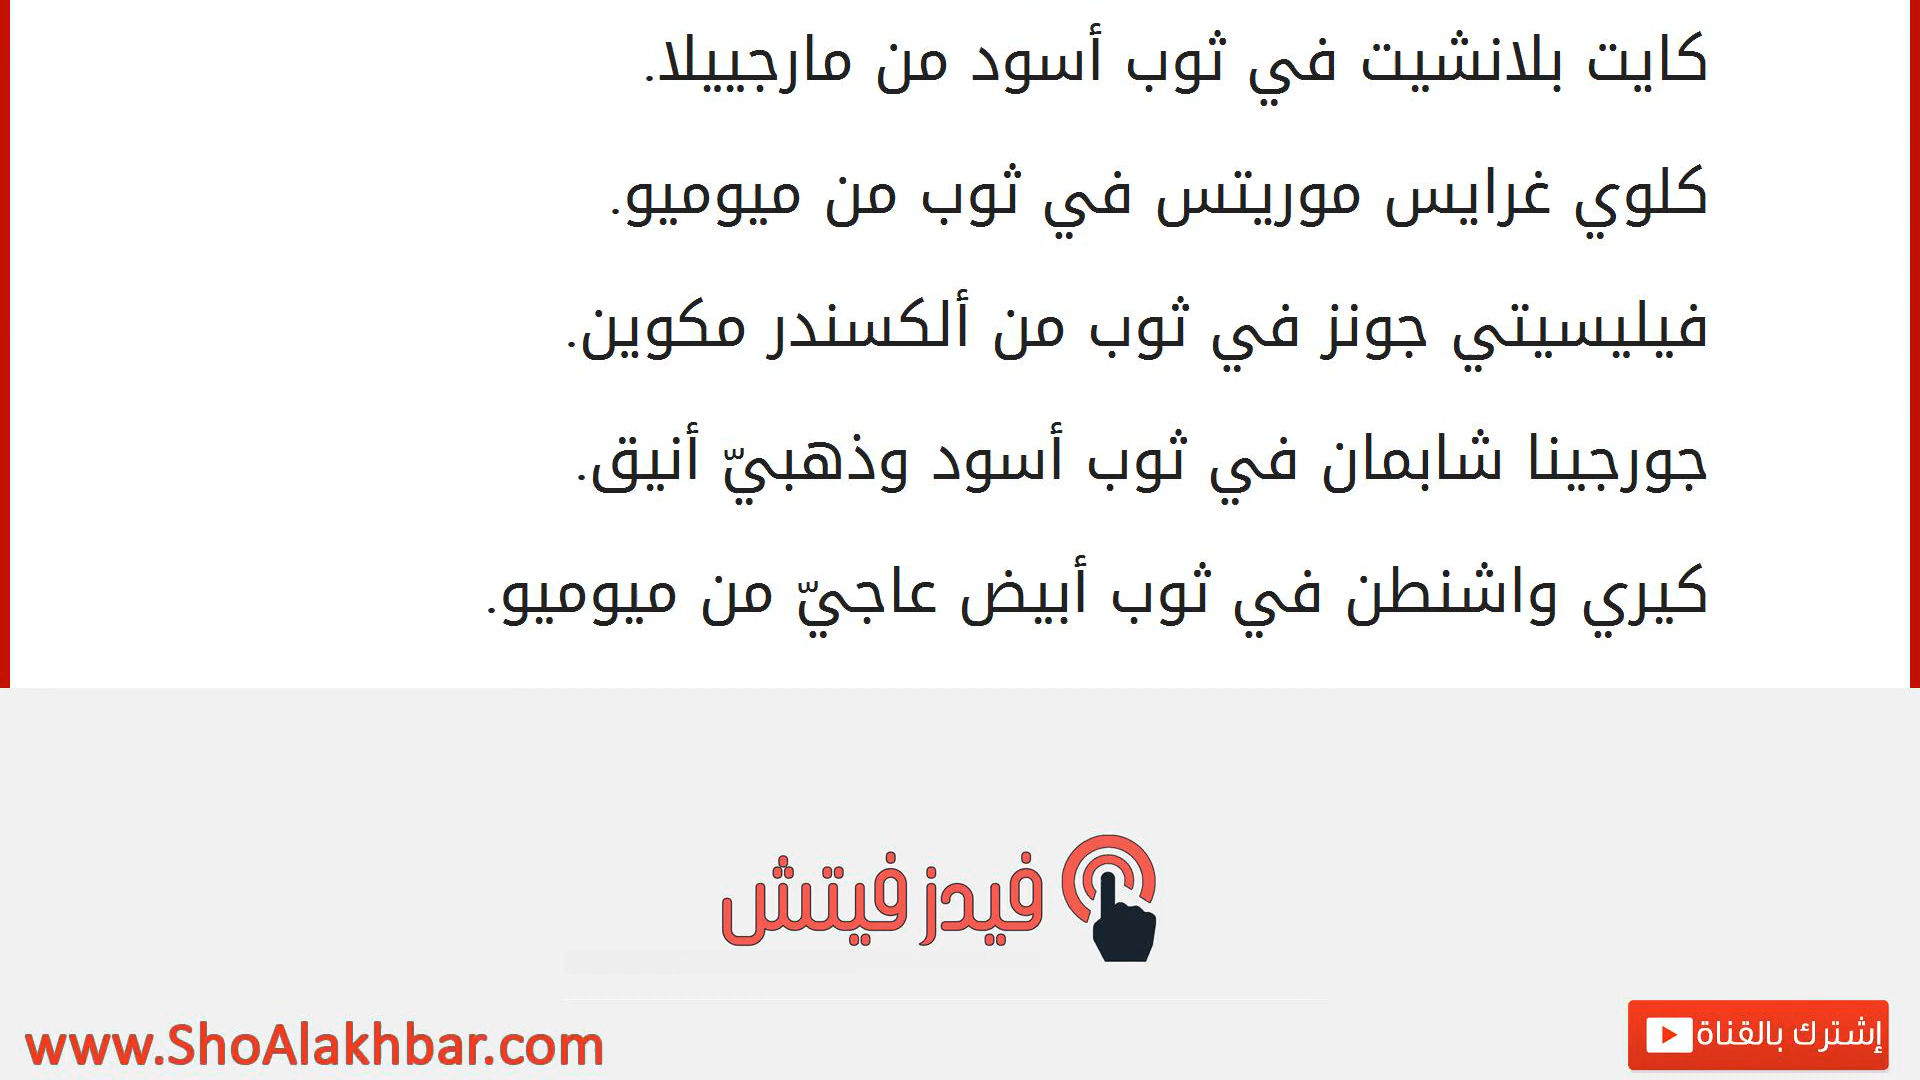 كايت بلانشيت في ثوب أسود من مارجييلا.
كلوي غرايس موريتس في ثوب من ميوميو.
فيليسيتي جونز في ثوب من ألكسندر مكوين.
جورجينا شابمان في ثوب أسود وذهبيّ أنيق.
كيري واشنطن في ثوب أبيض عاجيّ من ميوميو.
فيدز فيتش
www.ShoAlakhbar.com
إشترك بالقناة